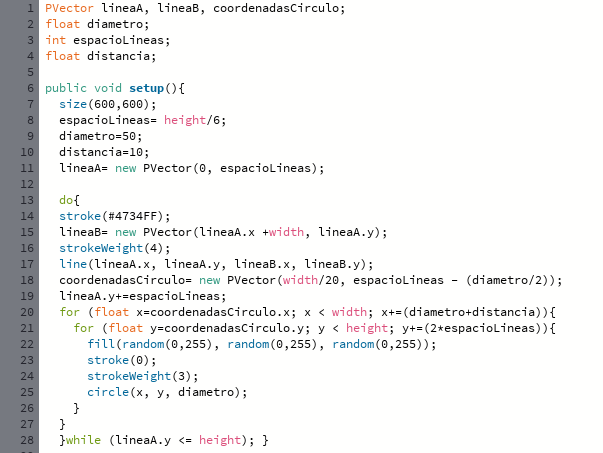 1 PVector lineaA, lineaB, coordenadasCirculo;
2 float diametro;
3 int espacioLineas;
4 float distancia;
5
6 public void setup(){
7 size(600,600);
8 espacioLineas= height/6;
9 diametro=50;
10 distancia=10;
11 lineaA= new PVector(0, espacioLineas);
12
13 do{
14 stroke(#4734FF);
15 lineaB= new PVector(lineaA.x +width, lineaA.y);
16 strokeWeight(4);
17 line(lineaA.x, lineaA.y, lineaB.x, lineaB.y);
18 coordenadasCirculo= new PVector(width/20, espacioLineas - (diametro/2));
19 lineaA.y+=espacioLineas;
20 for (float x=coordenadasCirculo.x; x < width; x+=(diametro+distancia)){
21 for (float y=coordenadasCirculo.y; y < height; y+=(2*espacioLineas)){
22 fill(random(0,255), random(0,255), random(0,255));
23 stroke(0);
24 strokeWeight(3);
25 circle(x, y, diametro);
26 }
27 }
28 }while (lineaA.y <= height); }